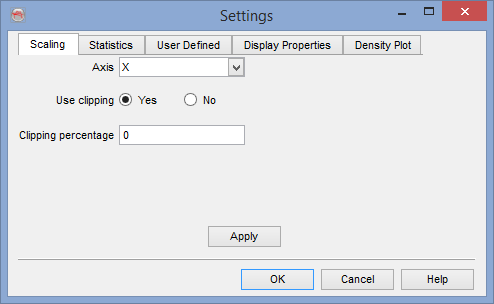 Settings
Scaling Statistics User Defined Display Properties Density Plot
Axis X
Use clipping Yes No
Clipping percentage 0
Apply
OK Cancel Help